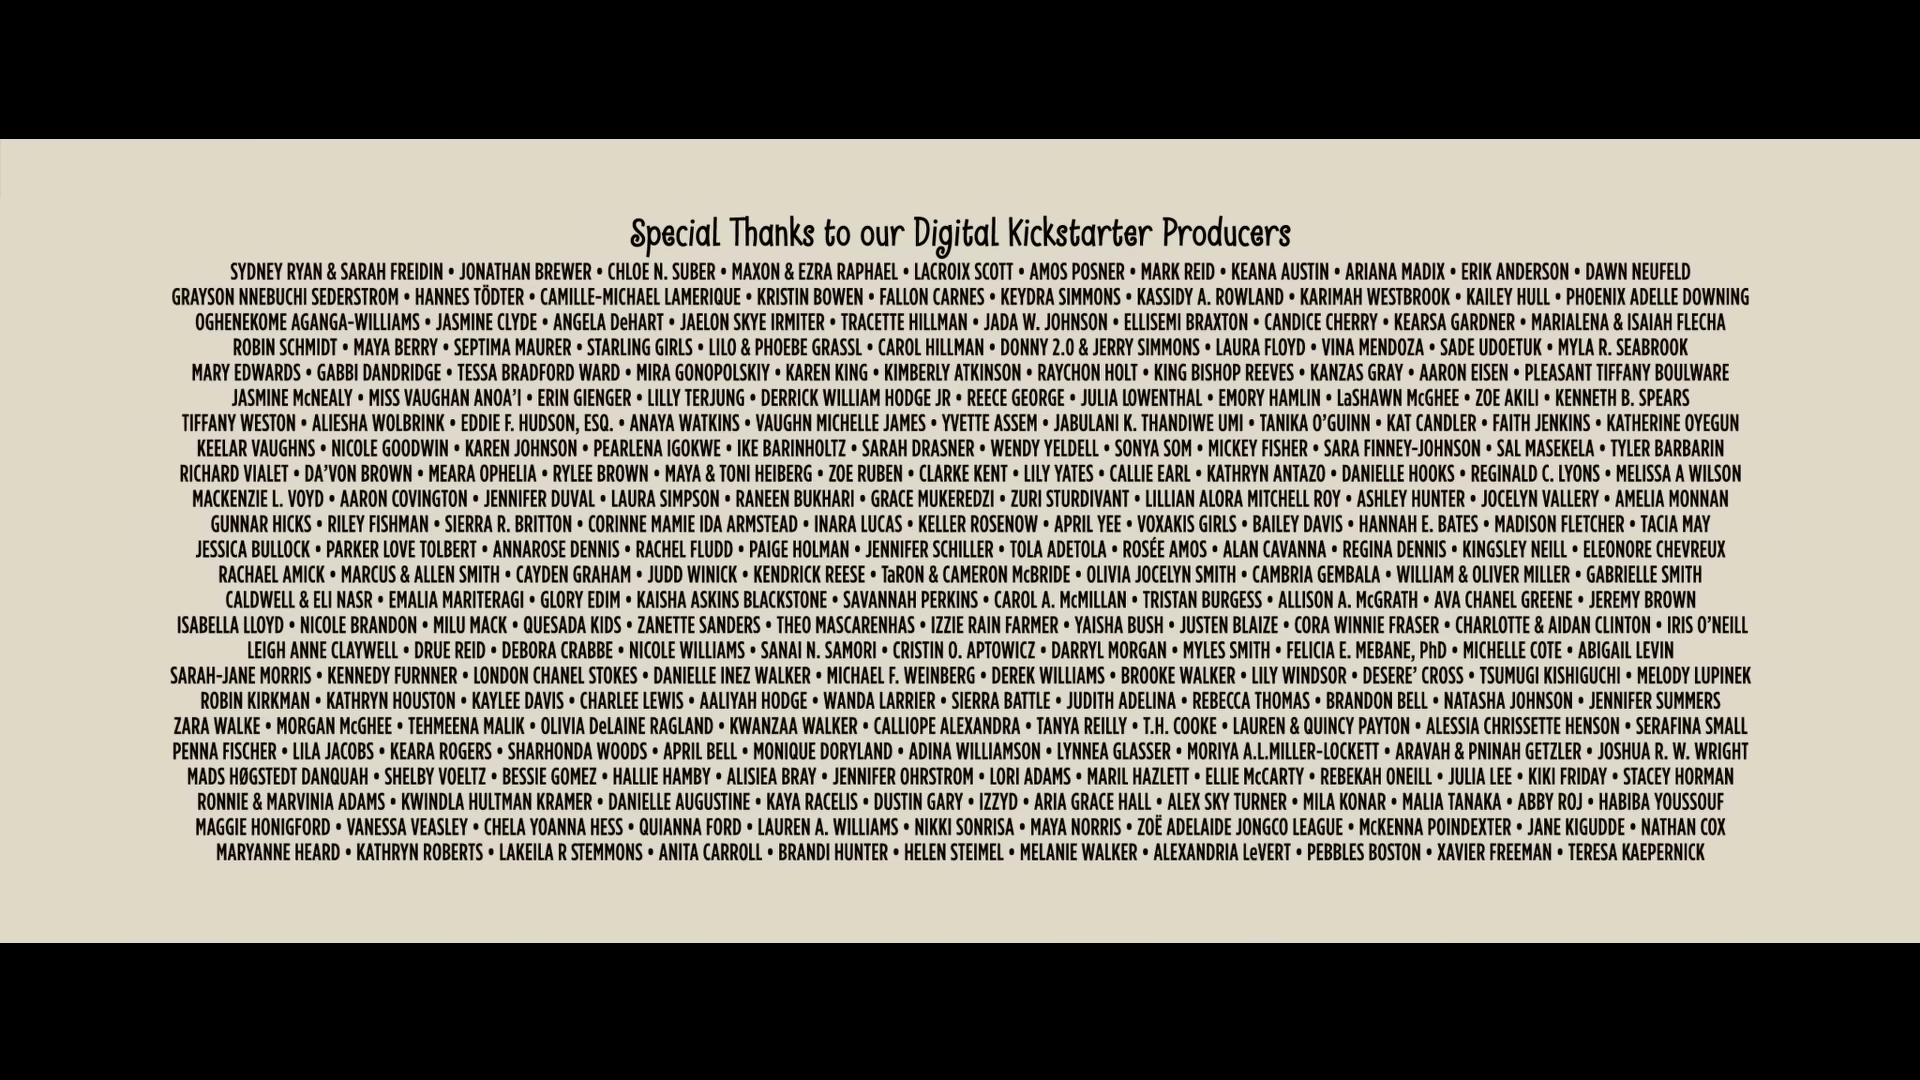 Special Thanks to our Digital Kickstarter Producers
SYDNEY RYAN & SARAH FREIDIN • JONATHAN BREWER • CHLOE N. SUBER • MAXON & EZRA RAPHAEL • LACROIX SCOTT • AMOS POSNER • MARK REID • KEANA AUSTIN • ARIANA MADIX • ERIK ANDERSON • DAWN NEUFELD
GRAYSON NNEBUCHI SEDERSTROM • HANNES TÖDTER • CAMILLE-MICHAEL LAMERIQUE • KRISTIN BOWEN • FALLON CARNES • KEYDRA SIMMONS • KASSIDY A. ROWLAND • KARIMAH WESTBROOK • KAILEY HULL • PHOENIX ADELLE DOWNING
OGHENEKOME AGANGA-WILLIAMS • JASMINE CLYDE • ANGELA DeHART • JAELON SKYE IRMITER • TRACETTE HILLMAN • JADA W. JOHNSON • ELLISEMI BRAXTON • CANDICE CHERRY • KEARSA GARDNER • MARIALENA & ISAIAH FLECHA
ROBIN SCHMIDT • MAYA BERRY • SEPTIMA MAURER • STARLING GIRLS • LILO & PHOEBE GRASSL • CAROL HILLMAN • DONNY 2.0 & JERRY SIMMONS • LAURA FLOYD • VINA MENDOZA • SADE UDOETUK • MYLA R. SEABROOK
MARY EDWARDS • GABBI DANDRIDGE • TESSA BRADFORD WARD • MIRA GONOPOLSKIY • KAREN KING • KIMBERLY ATKINSON • RAYCHON HOLT • KING BISHOP REEVES • KANZAS GRAY • AARON EISEN • PLEASANT TIFFANY BOULWARE
JASMINE McNEALY • MISS VAUGHAN ANOA'I • ERIN GIENGER • LILLY TERJUNG • DERRICK WILLIAM HODGE JR • REECE GEORGE • JULIA LOWENTHAL • EMORY HAMLIN • LaSHAWN McGHEE • ZOE AKILI • KENNETH B. SPEARS
TIFFANY WESTON • ALIESHA WOLBRINK • EDDIE F. HUDSON, ESQ. • ANAYA WATKINS • VAUGHN MICHELLE JAMES • YVETTE ASSEM • JABULANI K. THANDIWE UMI • TANIKA O'GUINN • KAT CANDLER • FAITH JENKINS • KATHERINE OYEGUN
KEELAR VAUGHNS • NICOLE GOODWIN • KAREN JOHNSON • PEARLENA IGOKWE • IKE BARINHOLTZ • SARAH DRASNER • WENDY YELDELL • SONYA SOM • MICKEY FISHER • SARA FINNEY-JOHNSON • SAL MASEKELA • TYLER BARBARIN
RICHARD VIALET • DA'VON BROWN • MEARA OPHELIA • RYLEE BROWN • MAYA & TONI HEIBERG • ZOE RUBEN • CLARKE KENT • LILY YATES • CALLIE EARL • KATHRYN ANTAZO • DANIELLE HOOKS • REGINALD C. LYONS • MELISSA A WILSON
MACKENZIE L. VOYD • AARON COVINGTON • JENNIFER DUVAL • LAURA SIMPSON • RANEEN BUKHARI • GRACE MUKEREDZI • ZURI STURDIVANT • LILLIAN ALORA MITCHELL ROY • ASHLEY HUNTER • JOCELYN VALLERY • AMELIA MONNAN
GUNNAR HICKS • RILEY FISHMAN • SIERRA R. BRITTON • CORINNE MAMIE IDA ARMSTEAD • INARA LUCAS • KELLER ROSENOW • APRIL YEE • VOXAKIS GIRLS • BAILEY DAVIS • HANNAH E. BATES • MADISON FLETCHER • TACIA MAY
JESSICA BULLOCK • PARKER LOVE TOLBERT • ANNAROSE DENNIS • RACHEL FLUDD • PAIGE HOLMAN • JENNIFER SCHILLER • TOLA ADETOLA • ROSÉE AMOS • ALAN CAVANNA • REGINA DENNIS • KINGSLEY NEILL • ELEONORE CHEVREUX
RACHAEL AMICK • MARCUS & ALLEN SMITH • CAYDEN GRAHAM • JUDD WINICK • KENDRICK REESE • TaRON & CAMERON McBRIDE • OLIVIA JOCELYN SMITH • CAMBRIA GEMBALA • WILLIAM & OLIVER MILLER • GABRIELLE SMITH
CALDWELL & ELI NASR • EMALIA MARITERAGI • GLORY EDIM • KAISHA ASKINS BLACKSTONE • SAVANNAH PERKINS • CAROL A. McMILLAN • TRISTAN BURGESS • ALLISON A. McGRATH • AVA CHANEL GREENE • JEREMY BROWN
ISABELLA LLOYD • NICOLE BRANDON • MILU MACK • QUESADA KIDS • ZANETTE SANDERS • THEO MASCARENHAS • IZZIE RAIN FARMER • YAISHA BUSH • JUSTEN BLAIZE • CORA WINNIE FRASER • CHARLOTTE & AIDAN CLINTON • IRIS O'NEILL
LEIGH ANNE CLAYWELL • DRUE REID • DEBORA CRABBE • NICOLE WILLIAMS • SANAI N. SAMORI • CRISTIN O. APTOWICZ • DARRYL MORGAN • MYLES SMITH • FELICIA E. MEBANE, PhD • MICHELLE COTE • ABIGAIL LEVIN
SARAH-JANE MORRIS • KENNEDY FURNNER • LONDON CHANEL STOKES • DANIELLE INEZ WALKER • MICHAEL F. WEINBERG • DEREK WILLIAMS • BROOKE WALKER • LILY WINDSOR • DESERE' CROSS • TSUMUGI KISHIGUCHI • MELODY LUPINEK
ROBIN KIRKMAN • KATHRYN HOUSTON • KAYLEE DAVIS • CHARLEE LEWIS • AALIYAH HODGE • WANDA LARRIER • SIERRA BATTLE • JUDITH ADELINA • REBECCA THOMAS • BRANDON BELL • NATASHA JOHNSON • JENNIFER SUMMERS
ZARA WALKE • MORGAN McGHEE • TEHMEENA MALIK • OLIVIA DeLAINE RAGLAND • KWANZAA WALKER • CALLIOPE ALEXANDRA • TANYA REILLY • T.H. COOKE • LAUREN & QUINCY PAYTON • ALESSIA CHRISSETTE HENSON • SERAFINA SMALL
PENNA FISCHER • LILA JACOBS • KEARA ROGERS • SHARHONDA WOODS • APRIL BELL • MONIQUE DORYLAND • ADINA WILLIAMSON • LYNNEA GLASSER • MORIYA A.L.MILLER-LOCKETT • ARAVAH & PNINAH GETZLER • JOSHUA R. W. WRIGHT
MADS HØGSTEDT DANQUAH • SHELBY VOELTZ • BESSIE GOMEZ • HALLIE HAMBY • ALISIEA BRAY • JENNIFER OHRSTROM • LORI ADAMS • MARIL HAZLETT • ELLIE McCARTY • REBEKAH ONEILL • JULIA LEE • KIKI FRIDAY • STACEY HORMAN
RONNIE & MARVINIA ADAMS • KWINDLA HULTMAN KRAMER • DANIELLE AUGUSTINE • KAYA RACELIS • DUSTIN GARY • IZZYD • ARIA GRACE HALL • ALEX SKY TURNER • MILA KONAR • MALIA TANAKA • ABBY ROJ • HABIBA YOUSSOUF
MAGGIE HONIGFORD • VANESSA VEASLEY • CHELA YOANNA HESS • QUIANNA FORD • LAUREN A. WILLIAMS • NIKKI SONRISA • MAYA NORRIS • ZOË ADELAIDE JONGCO LEAGUE • McKENNA POINDEXTER • JANE KIGUDDE • NATHAN COX
MARYANNE HEARD • KATHRYN ROBERTS • LAKEILA R STEMMONS • ANITA CARROLL • BRANDI HUNTER • HELEN STEIMEL • MELANIE WALKER • ALEXANDRIA LeVERT • PEBBLES BOSTON • XAVIER FREEMAN • TERESA KAEPERNICK